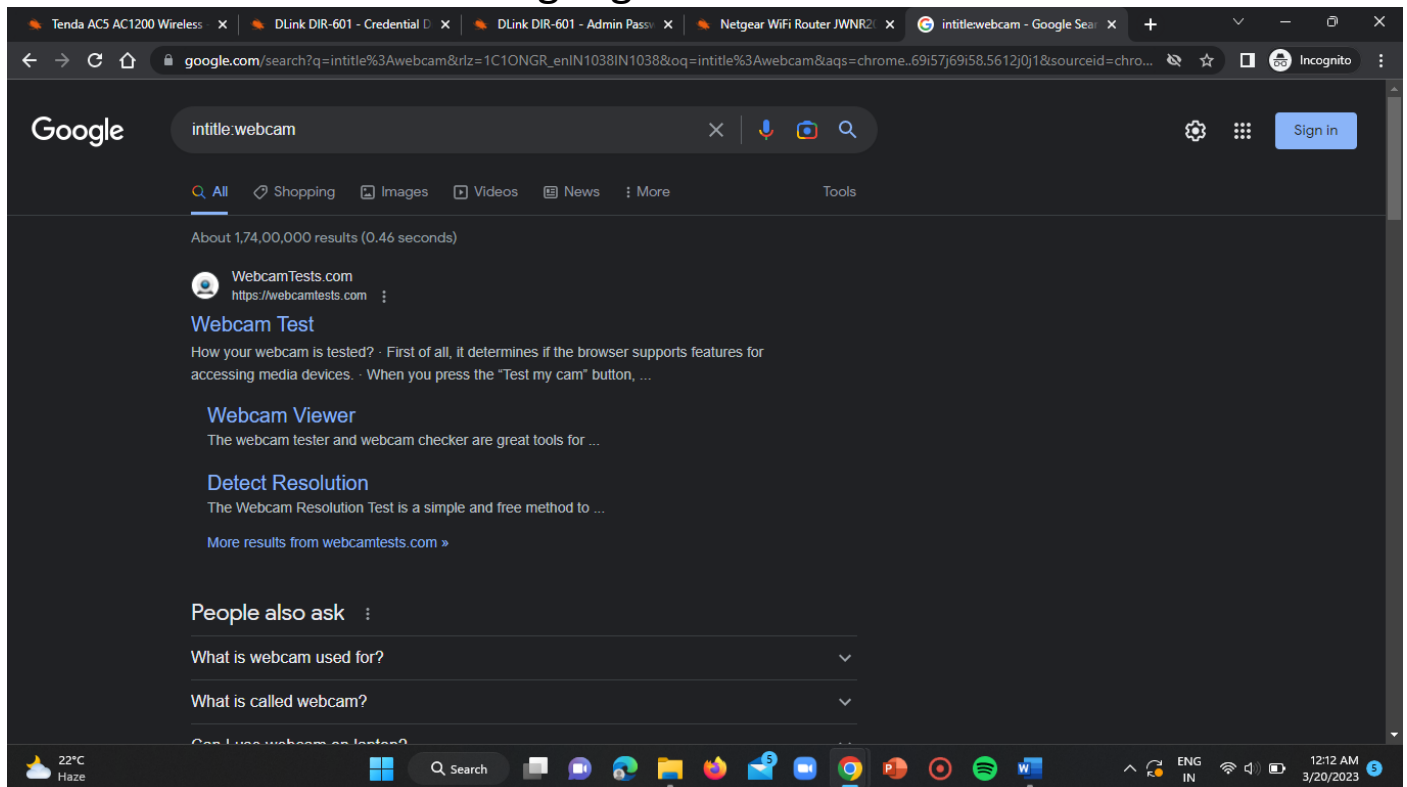 Tenda AC5 AC1200 Wireless
DLink DIR-601 - Credential D
DLink DIR-601 - Admin Passw
Netgear WiFi Router JWNR2
intitle:webcam - Google Sear
google.com/search?q=intitle%3Awebcam&rlz=1C1ONGR_enIN1038IN1038&oq=intitle%3Awebcam&aqs=chrome..69i57j69i58.5612j0j1&sourceid=chro...
Incognito
Google
intitle:webcam
Sign in
All
Shopping
Images
Videos
News
More
Tools
About 1,74,00,000 results (0.46 seconds)
WebcamTests.com
https://webcamtests.com
Webcam Test
How your webcam is tested? · First of all, it determines if the browser supports features for
accessing media devices. · When you press the “Test my cam” button, ...
Webcam Viewer
The webcam tester and webcam checker are great tools for ...
Detect Resolution
The Webcam Resolution Test is a simple and free method to ...
More results from webcamtests.com »
People also ask
What is webcam used for?
What is called webcam?
Can I use webcam on laptop?
22°C
Haze
Search
ENG
IN
12:12 AM
3/20/2023
5
5